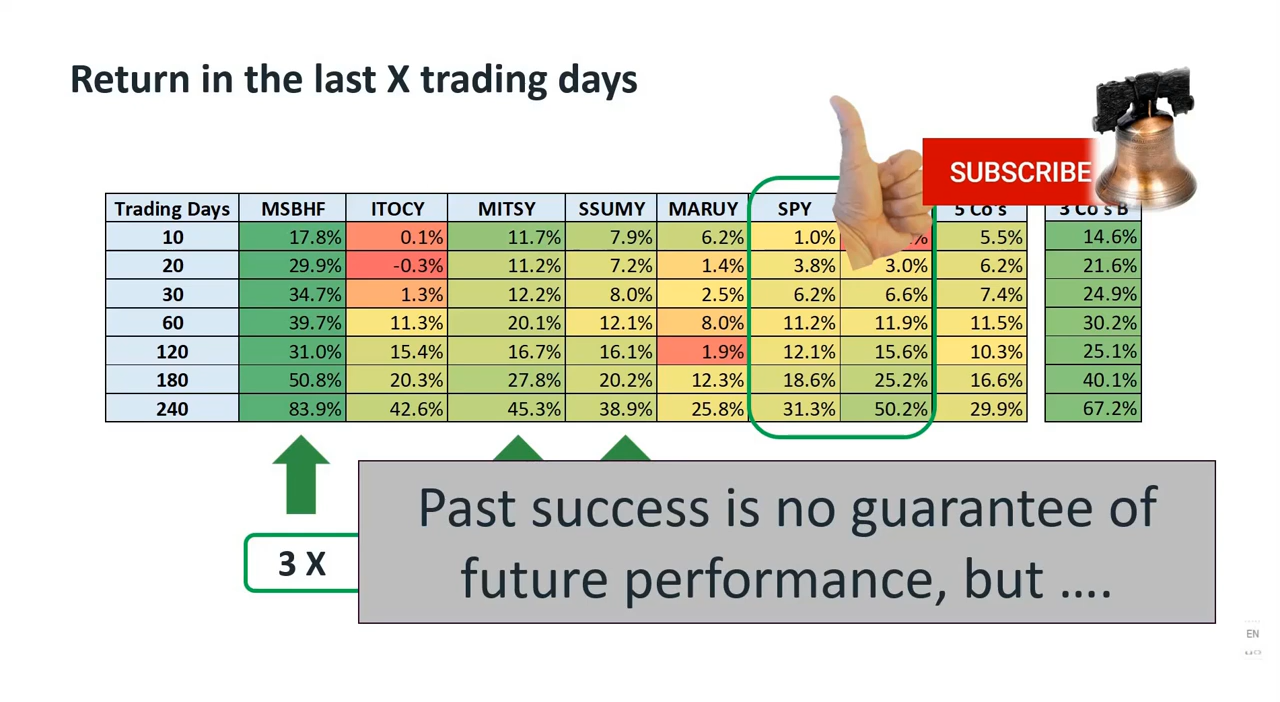 Return in the last X trading days
SUBSCRIBE
Trading Days MSBHF ITOCY MITSY SSUMY MARUY SPY 5 Co's 3 Co's B
10 17.8% 0.1% 11.7% 7.9% 6.2% 1.0% 5.5% 14.6%
20 29.9% -0.3% 11.2% 7.2% 1.4% 3.8% 3.0% 6.2% 21.6%
30 34.7% 1.3% 12.2% 8.0% 2.5% 6.2% 6.6% 7.4% 24.9%
60 39.7% 11.3% 20.1% 12.1% 8.0% 11.2% 11.9% 11.5% 30.2%
120 31.0% 15.4% 16.7% 16.1% 1.9% 12.1% 15.6% 10.3% 25.1%
180 50.8% 20.3% 27.8% 20.2% 12.3% 18.6% 25.2% 16.6% 40.1%
240 83.9% 42.6% 45.3% 38.9% 25.8% 31.3% 50.2% 29.9% 67.2%
3 X
Past success is no guarantee of
future performance, but ....
EN